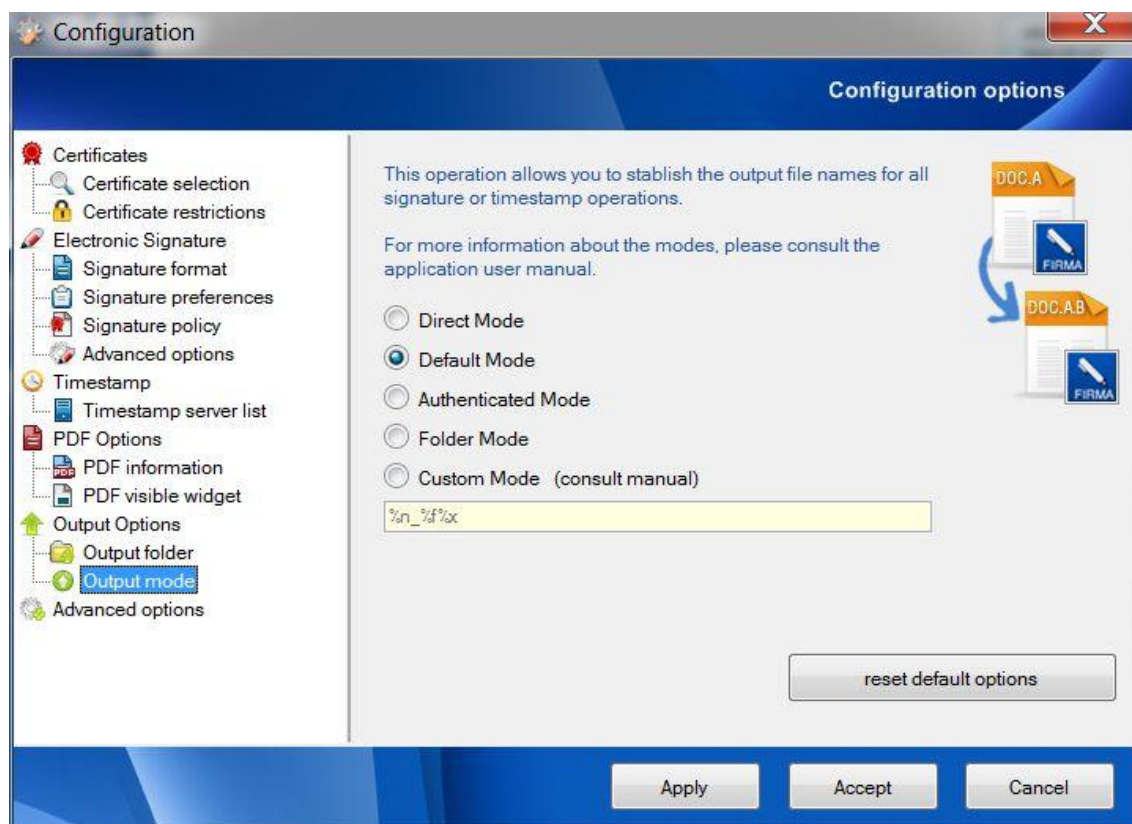 Configuration
X
Configuration options
Certificates
Certificate selection
Certificate restrictions
Electronic Signature
Signature format
Signature preferences
Signature policy
Advanced options
Timestamp
Timestamp server list
PDF Options
PDF
PDF information
PDF visible widget
Output Options
Output folder
Output mode
Advanced options
This operation allows you to stablish the output file names for all
signature or timestamp operations.
For more information about the modes, please consult the
application user manual.
Direct Mode
Default Mode
Authenticated Mode
Folder Mode
Custom Mode (consult manual)
%n_%f%x
DOC.A
FIRMA
DOC.A.B
FIRMA
reset default options
Apply
Accept
Cancel